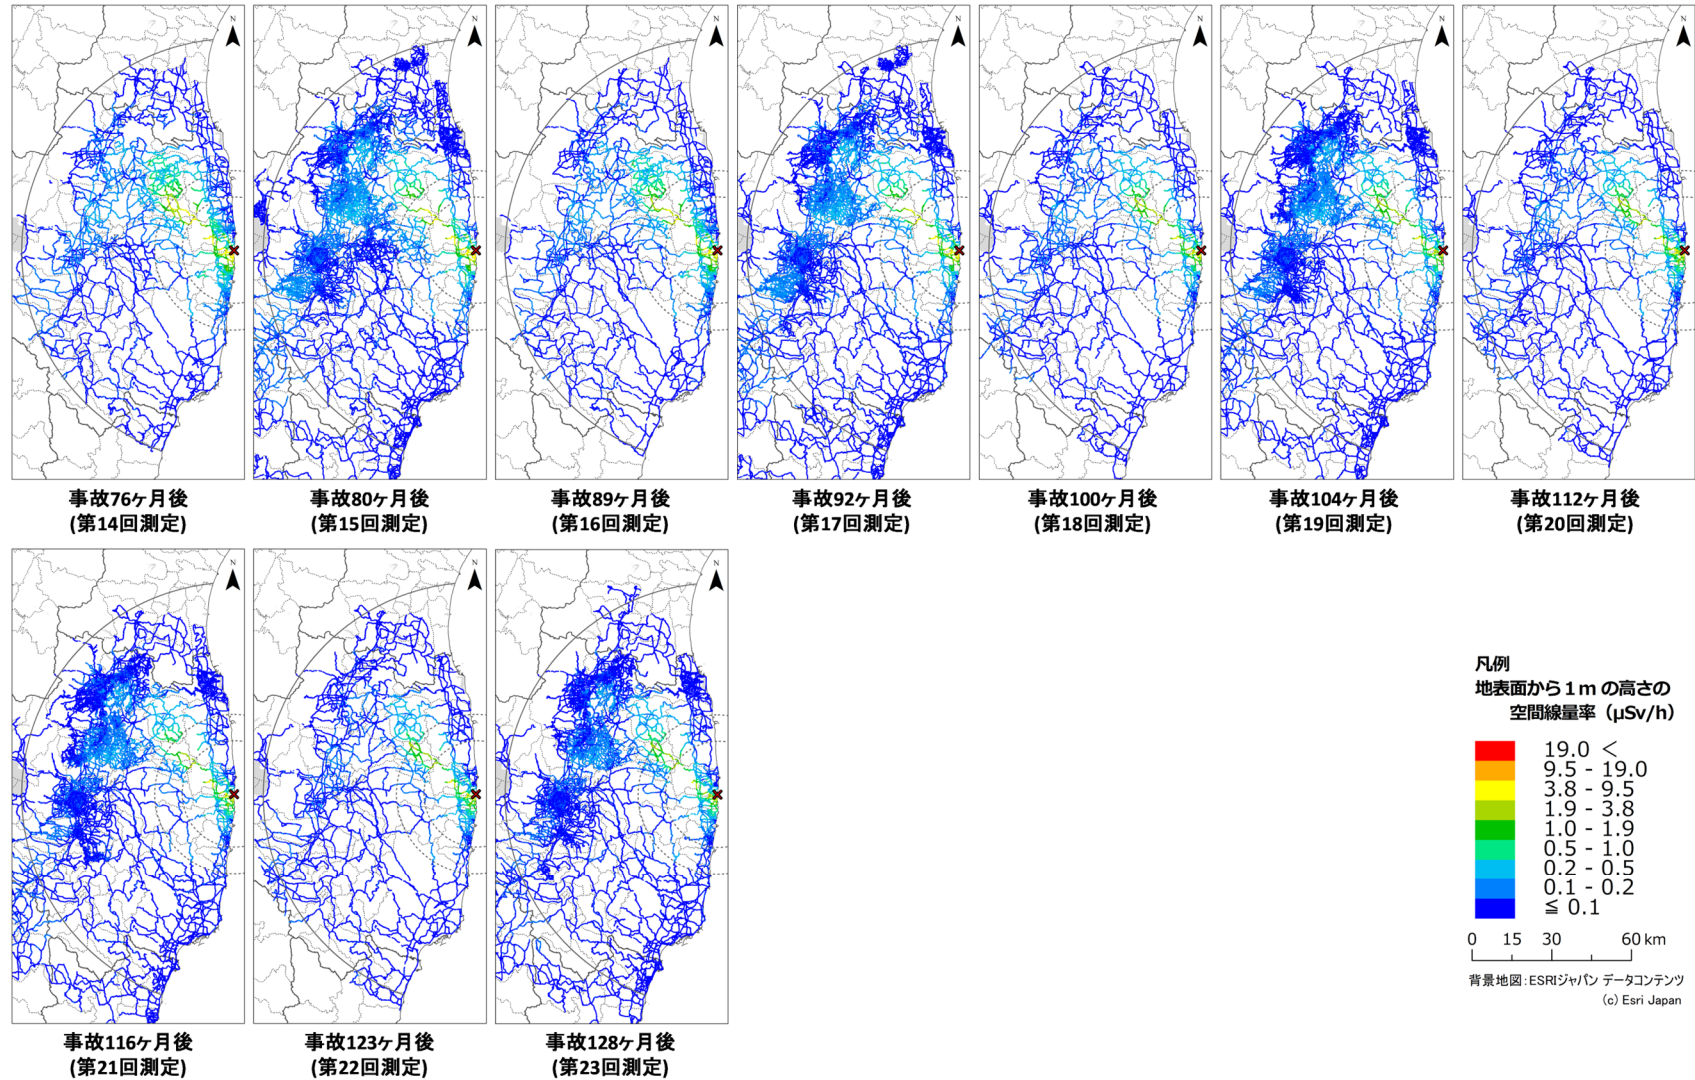 N
N
N
N
N
N
N
事故76ヶ月後
(第14回測定)
事故80ヶ月後
(第15回測定)
事故89ヶ月後
(第16回測定)
事故92ヶ月後
(第17回測定)
事故100ヶ月後
(第18回測定)
事故104ヶ月後
(第19回測定)
事故112ヶ月後
(第20回測定)
N
N
N
事故116ヶ月後
(第21回測定)
事故123ヶ月後
(第22回測定)
事故128ヶ月後
(第23回測定)
凡例
地表面から1ｍの高さの
空間線量率（μSv/h）
19.0 ＜
9.5 - 19.0
3.8 - 9.5
1.9 - 3.8
1.0 - 1.9
0.5 - 1.0
0.2 - 0.5
0.1 - 0.2
≦ 0.1
0 15 30 60 km
背景地図：ESRIジャパン データコンテンツ
(c) Esri Japan